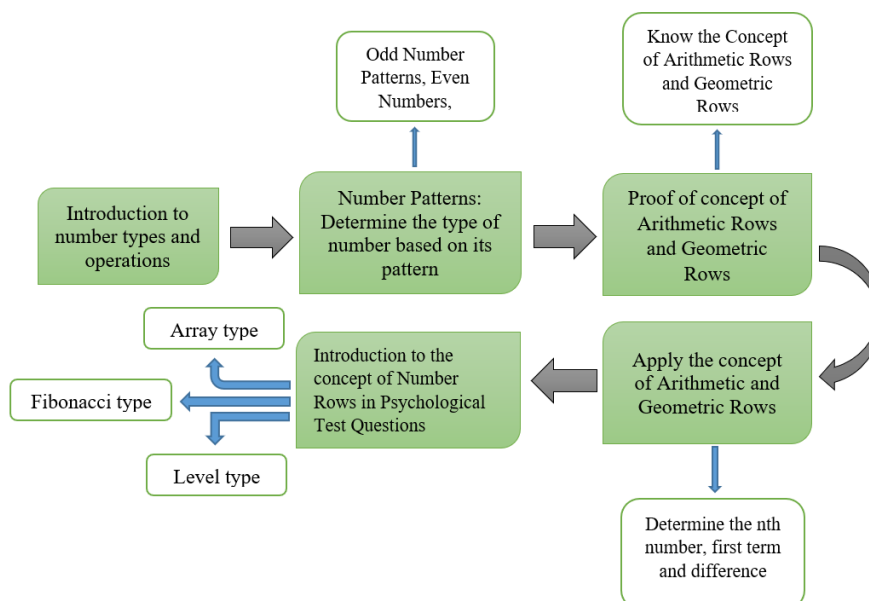 Odd Number
Patterns, Even
Numbers,
Know the Concept
of Arithmetic Rows
and Geometric
Rows
Introduction to
number types and
operations
Number Patterns:
Determine the type of
number based on its
pattern
Proof of concept of
Arithmetic Rows
and Geometric
Rows
Array type
Fibonacci type
Level type
Introduction to the
concept of Number
Rows in Psychological
Test Questions
Apply the concept
of Arithmetic and
Geometric Rows
Determine the nth
number, first term
and difference